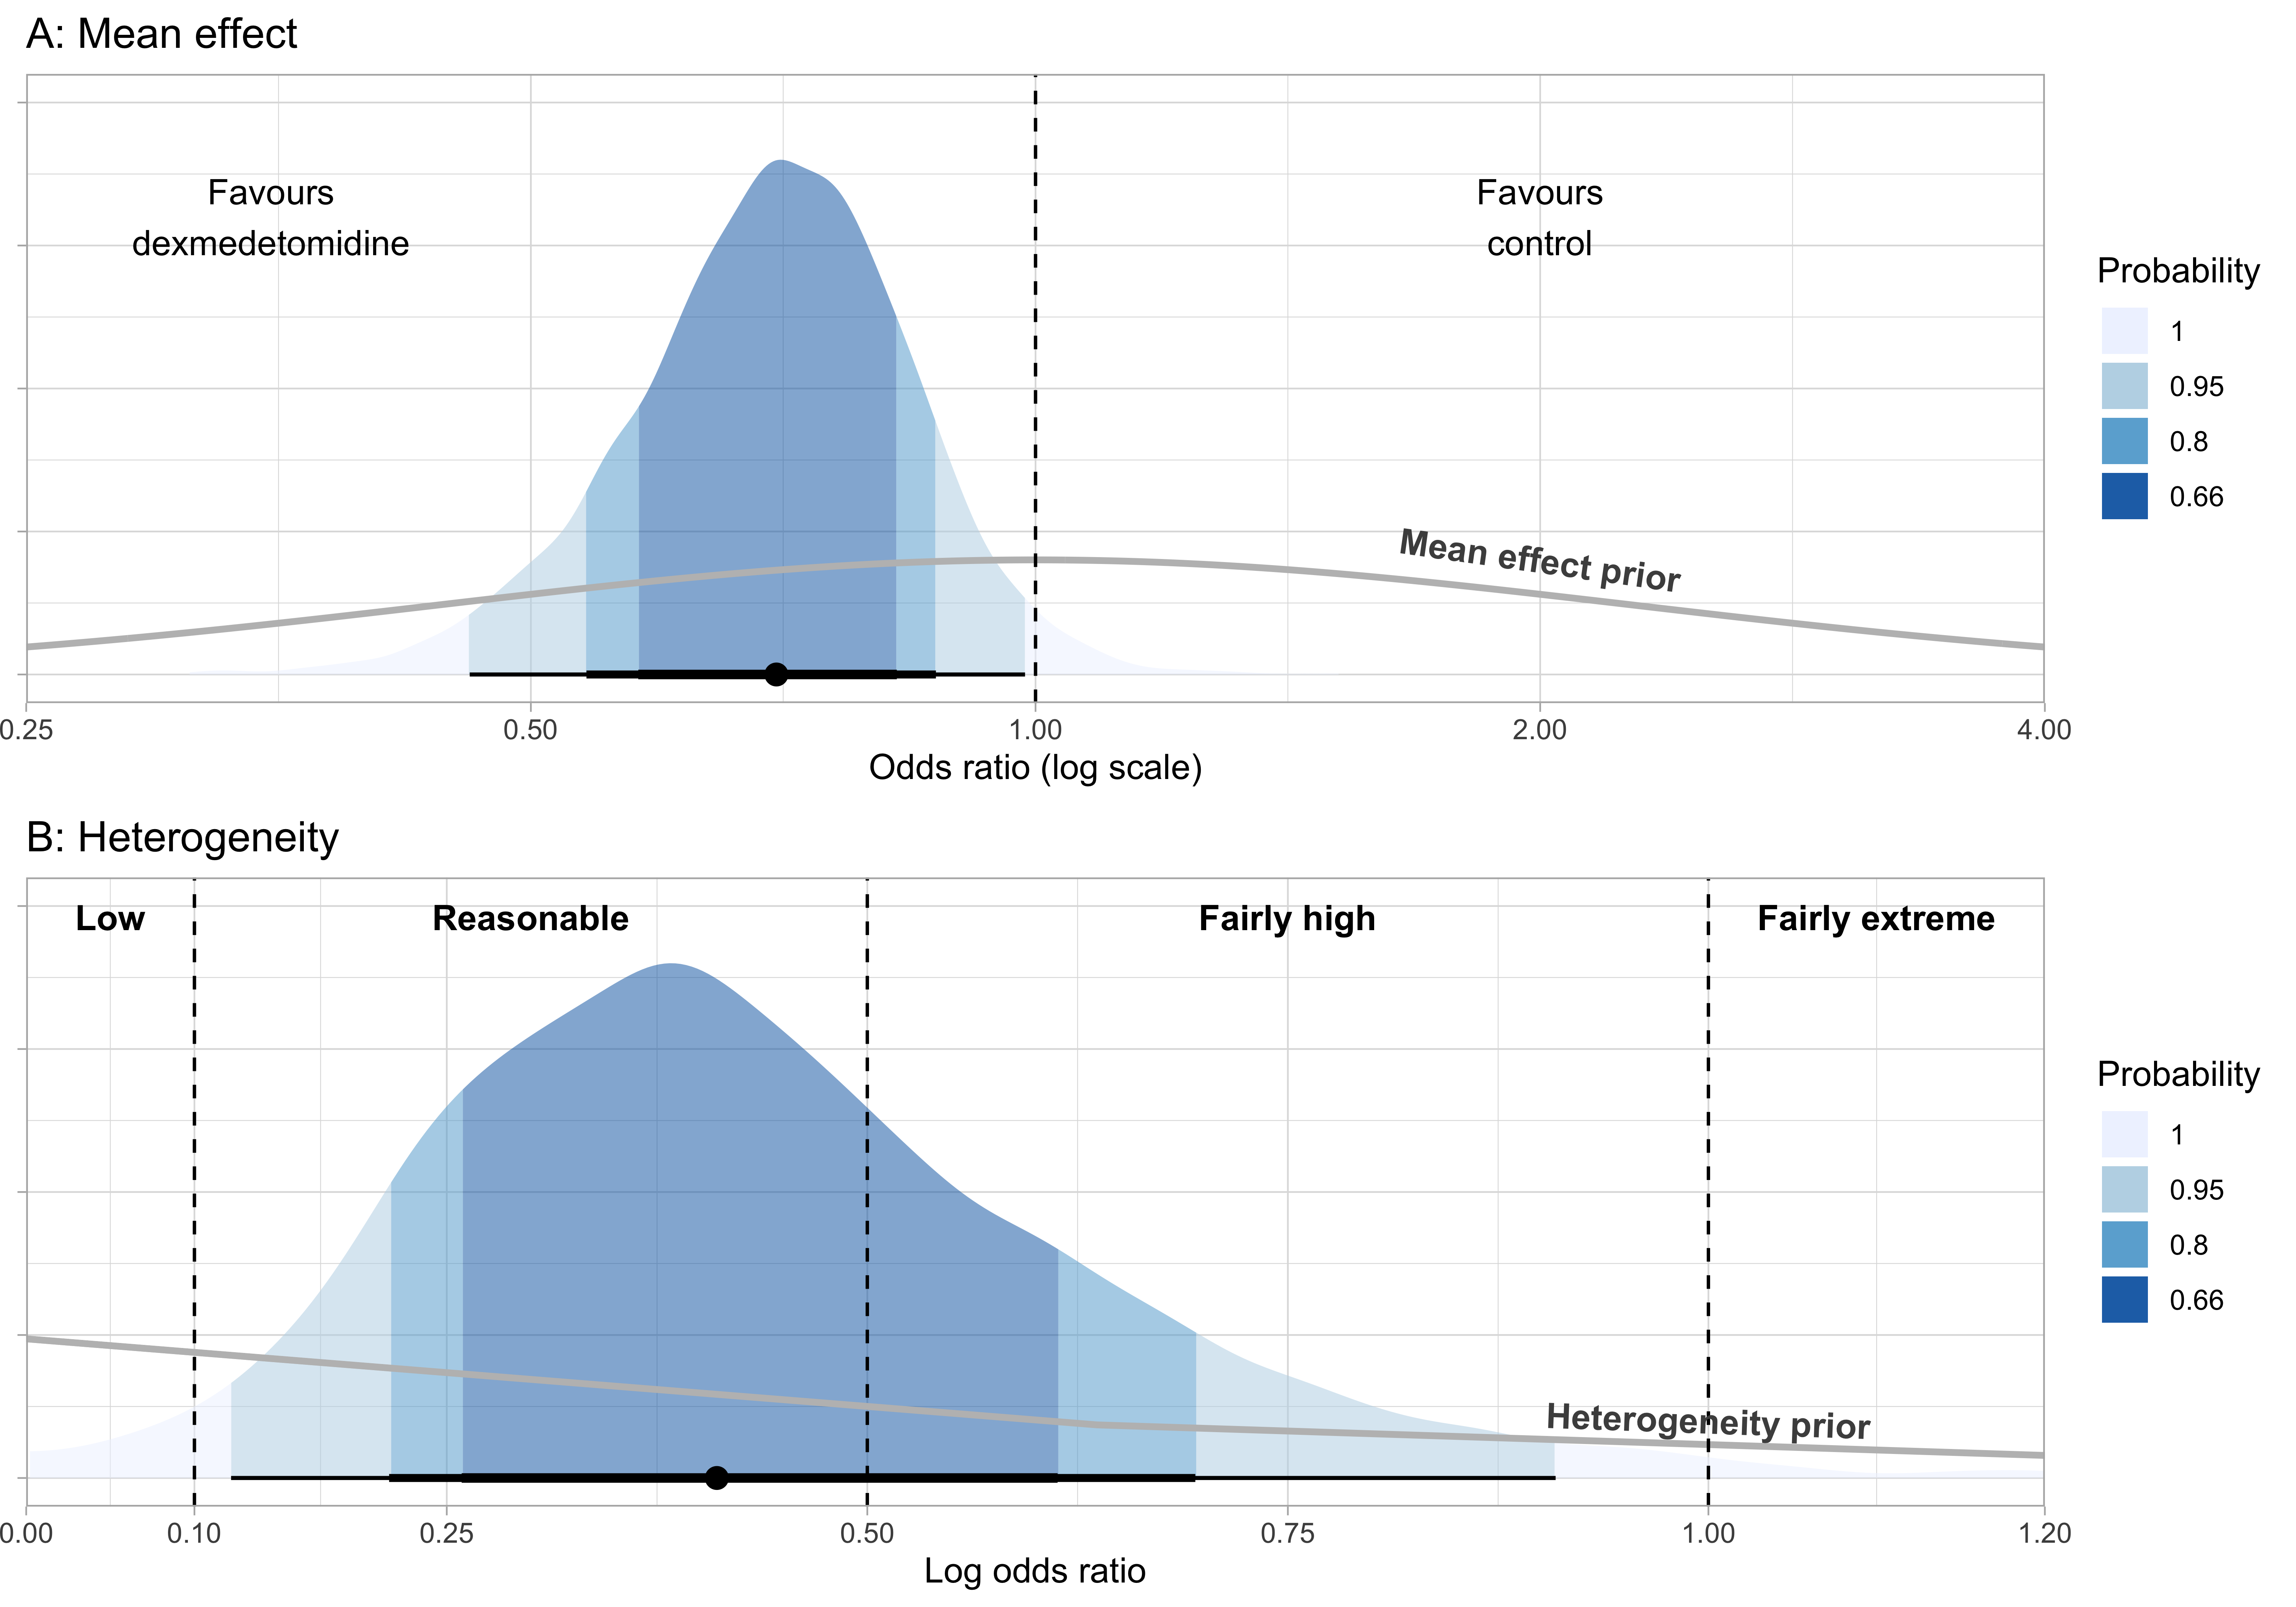 A: Mean effect
Favours
dexmedetomidine
Favours
control
Mean effect prior
Probability
1
0.95
0.8
0.66
0.25 0.50 1.00 2.00 4.00
Odds ratio (log scale)
B: Heterogeneity
Low Reasonable Fairly high Fairly extreme
Heterogeneity prior
Probability
1
0.95
0.8
0.66
0.00 0.10 0.25 0.50 0.75 1.00 1.20
Log odds ratio